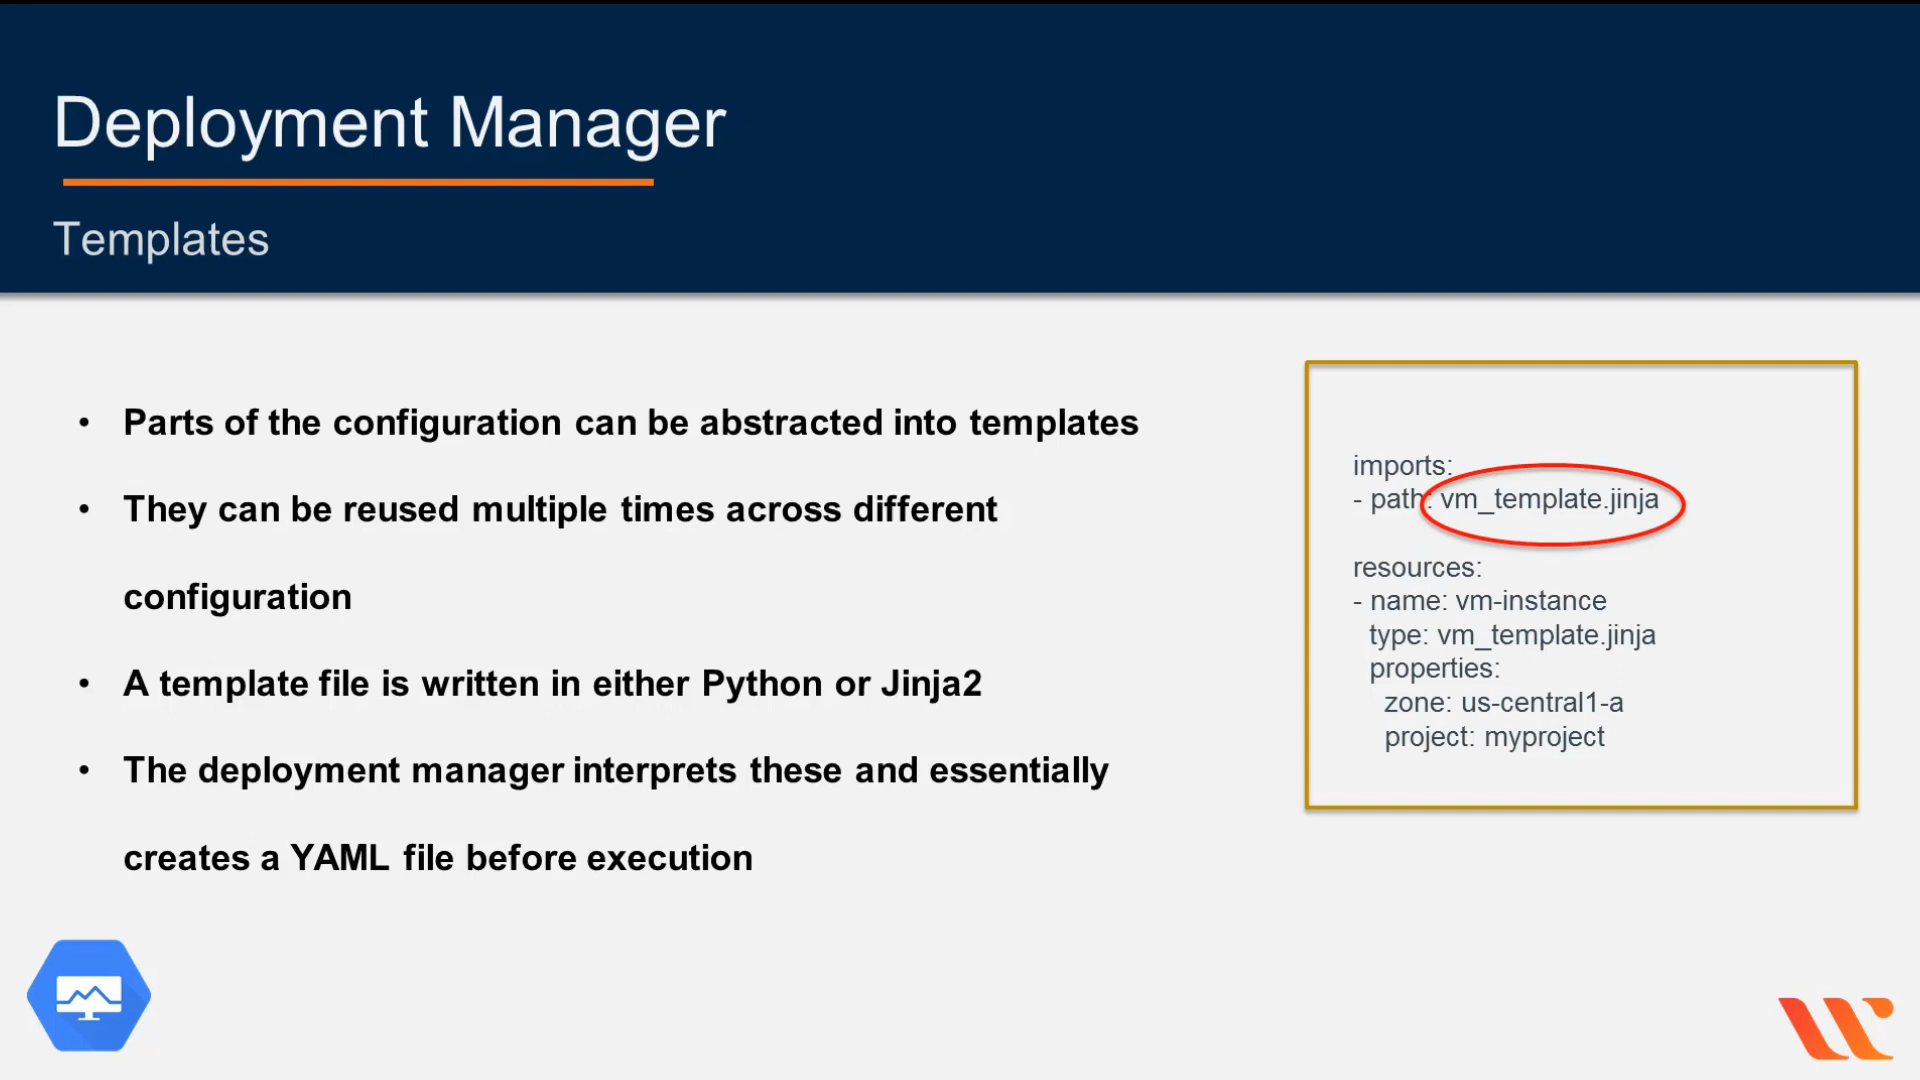 Deployment Manager
Templates
• Parts of the configuration can be abstracted into templates
• They can be reused multiple times across different
configuration
• A template file is written in either Python or Jinja2
• The deployment manager interprets these and essentially
creates a YAML file before execution
imports:
- path: vm_template.jinja
resources:
- name: vm-instance
type: vm_template.jinja
properties:
zone: us-central1-a
project: myproject